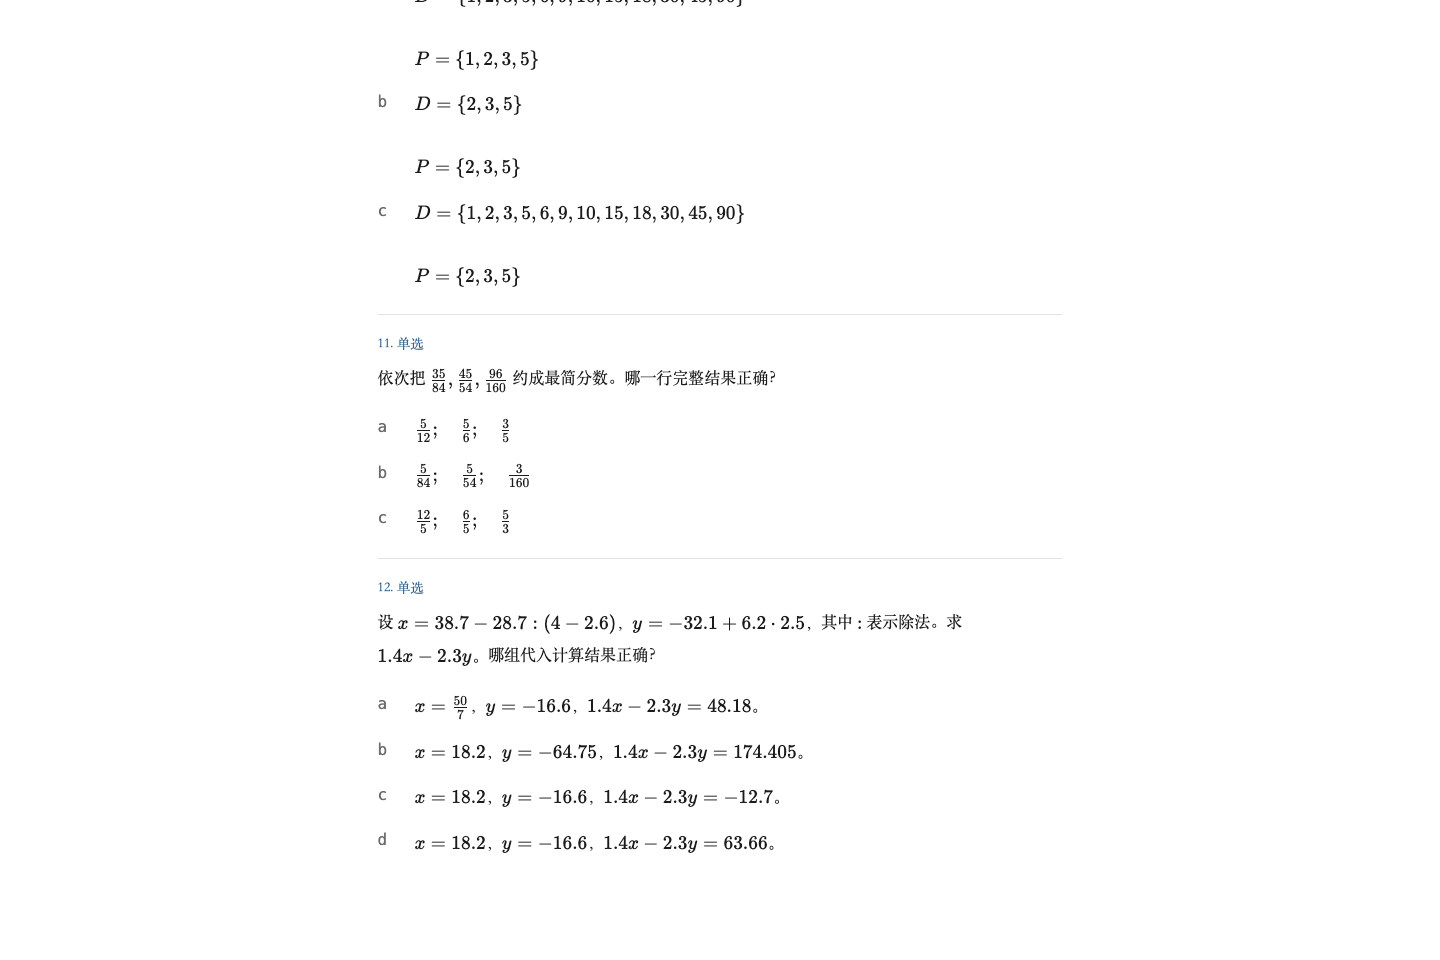 P = {1, 2, 3, 5}
b D = {2, 3, 5}
P = {2, 3, 5}
c D = {1, 2, 3, 5, 6, 9, 10, 15, 18, 30, 45, 90}
P = {2, 3, 5}
11. 单选
依次把 35/84, 45/54, 96/160 约成最简分数。哪一行完整结果正确?
a 5/12; 5/6; 3/5
b 5/84; 5/54; 3/160
c 12/5; 6/5; 5/3
12. 单选
设 x = 38.7 − 28.7 : (4 − 2.6), y = −32.1 + 6.2 · 2.5, 其中 : 表示除法。求
1.4x − 2.3y。哪组代入计算结果正确?
a x = 50/7, y = −16.6, 1.4x − 2.3y = 48.18。
b x = 18.2, y = −64.75, 1.4x − 2.3y = 174.405。
c x = 18.2, y = −16.6, 1.4x − 2.3y = −12.7。
d x = 18.2, y = −16.6, 1.4x − 2.3y = 63.66。